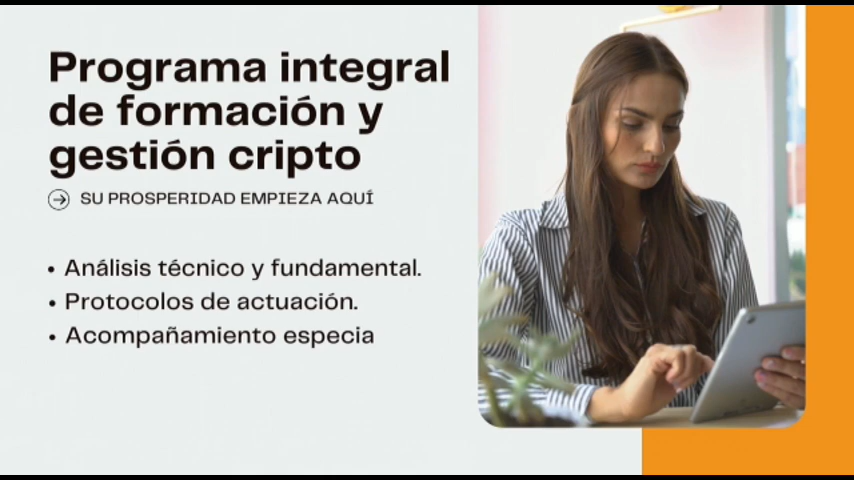 Programa integral
de formación y
gestión cripto
SU PROSPERIDAD EMPIEZA AQUÍ
• Análisis técnico y fundamental.
• Protocolos de actuación.
• Acompañamiento especia